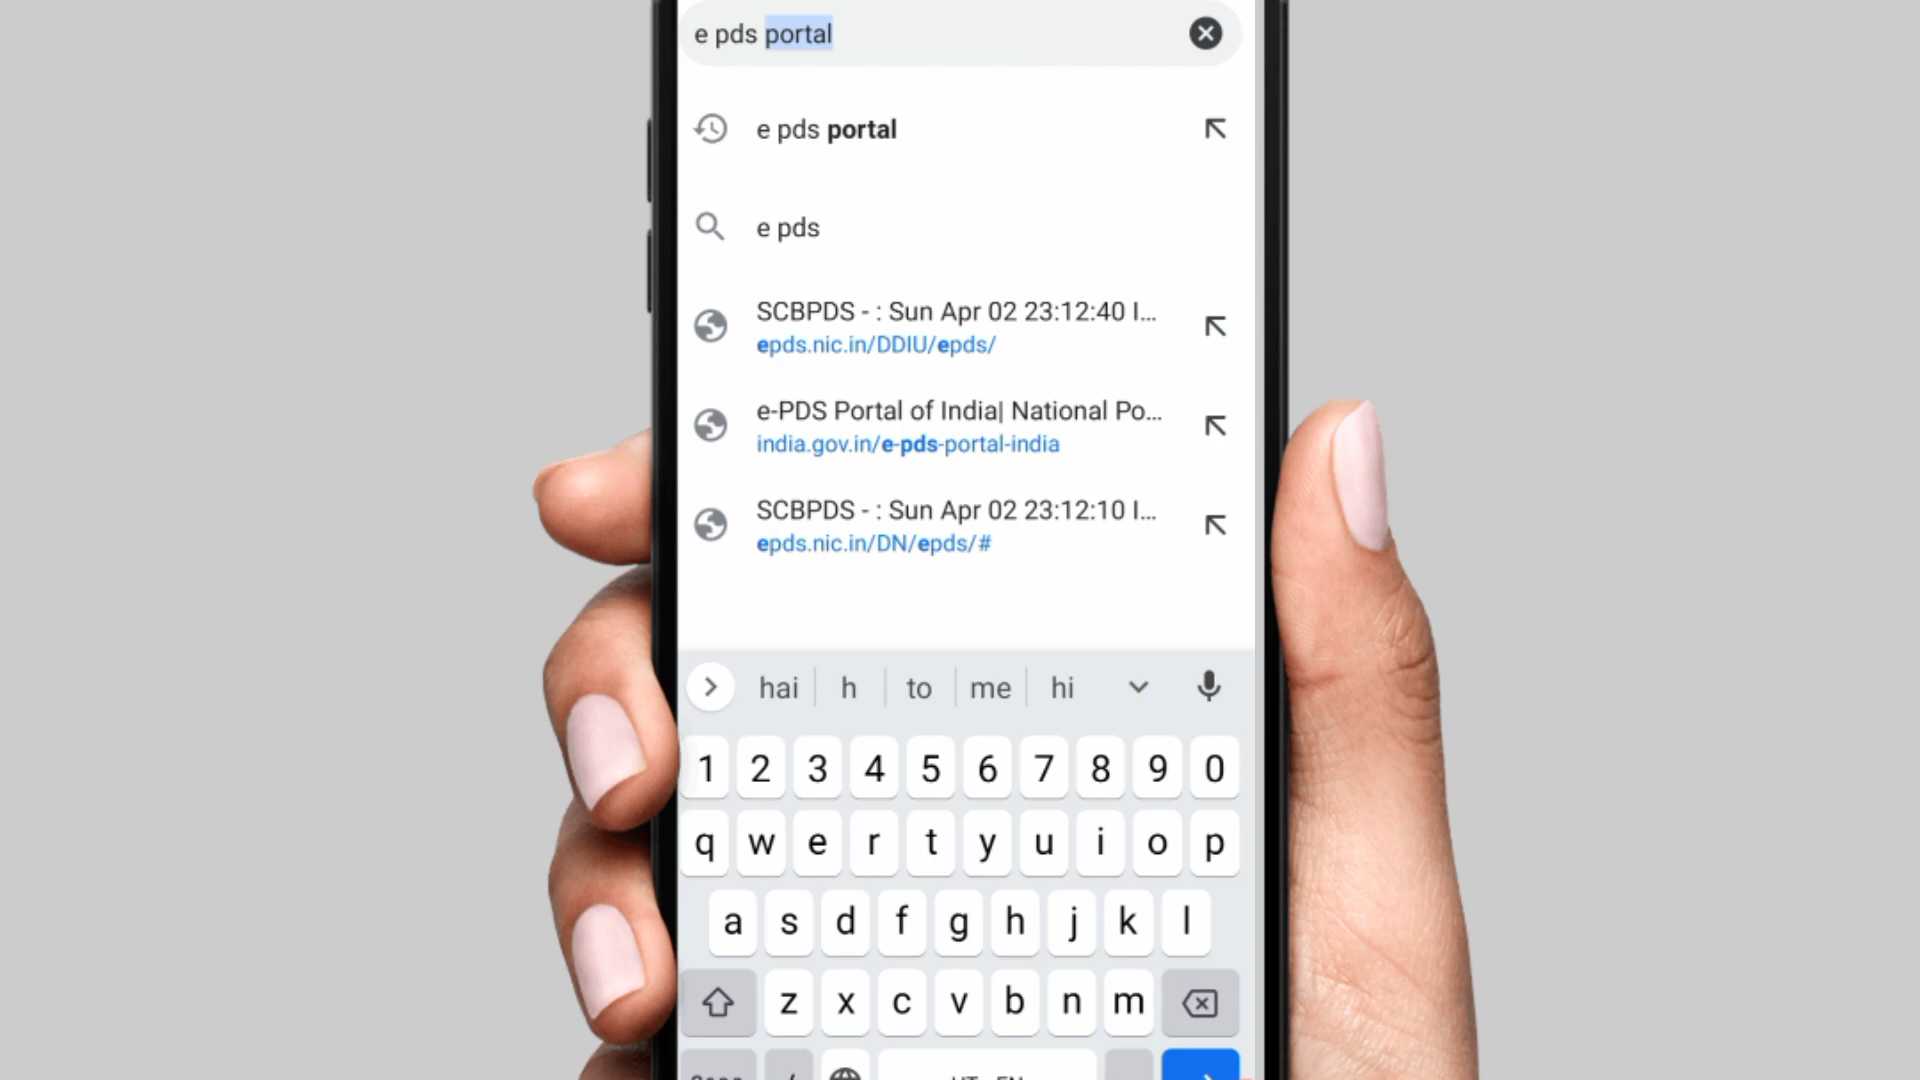 e pds portal
e pds portal
e pds
SCBPDS - : Sun Apr 02 23:12:40 I...
epds.nic.in/DDIU/epds/
e-PDS Portal of India| National Po...
india.gov.in/e-pds-portal-india
SCBPDS - : Sun Apr 02 23:12:10 I...
epds.nic.in/DN/epds/#
hai h to me hi
1 2 3 4 5 6 7 8 9 0
q w e r t y u i o p
a s d f g h j k l
z x c v b n m